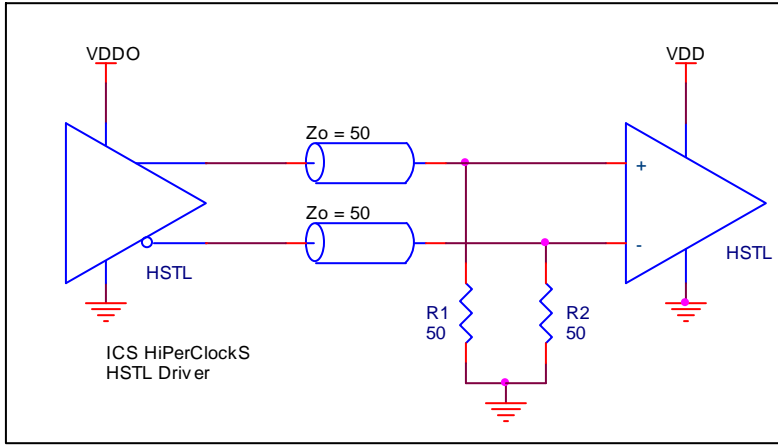 VDDO
VDD
Zo = 50
+
Zo = 50
-
HSTL
HSTL
R1
50
R2
50
ICS HiPerClockS
HSTL Driver